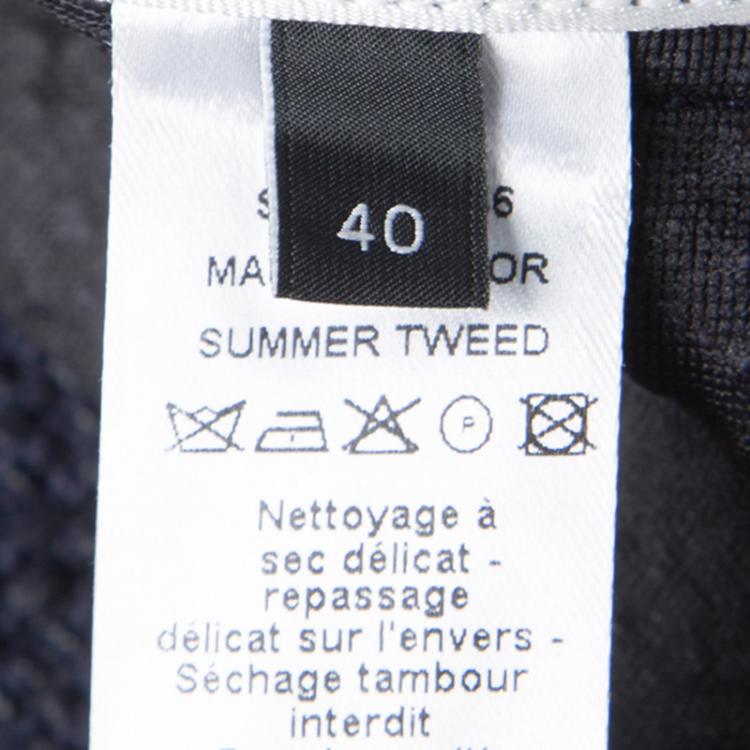 40
SUMMER TWEED
P
Nettoyage à
sec délicat -
repassage
délicat sur l'envers -
Séchage tambour
interdit